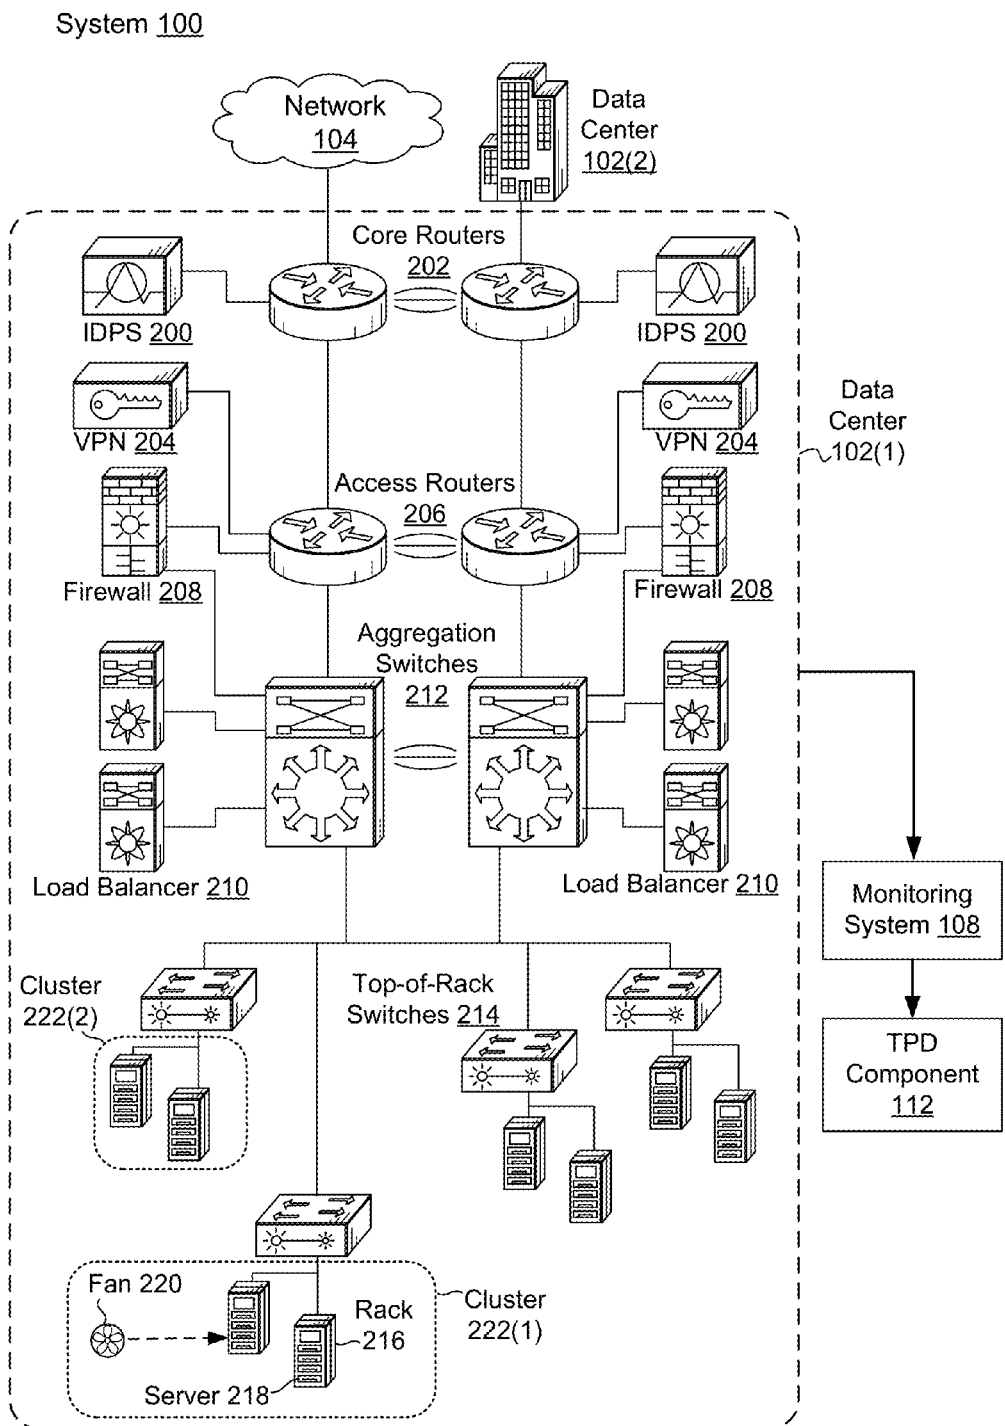 System 100
Network
104
Data
Center
102(2)
Core Routers
202
IDPS 200
IDPS 200
VPN 204
VPN 204
Data
Center
102(1)
Access Routers
206
Firewall 208
Firewall 208
Aggregation
Switches
212
Load Balancer 210
Load Balancer 210
Monitoring
System 108
Cluster
222(2)
Top-of-Rack
Switches 214
TPD
Component
112
Fan 220
Rack
216
Cluster
222(1)
Server 218